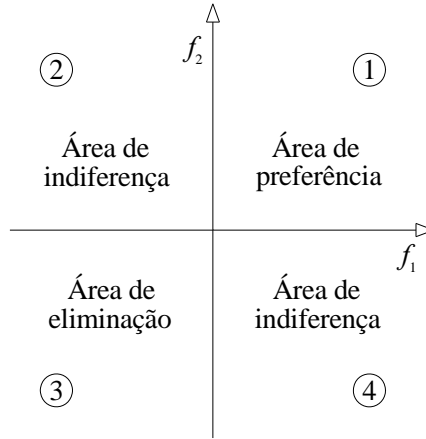 f₂
② ①
Área de
indiferença
Área de
preferência
f₁
Área de
eliminação
Área de
indiferença
③ ④